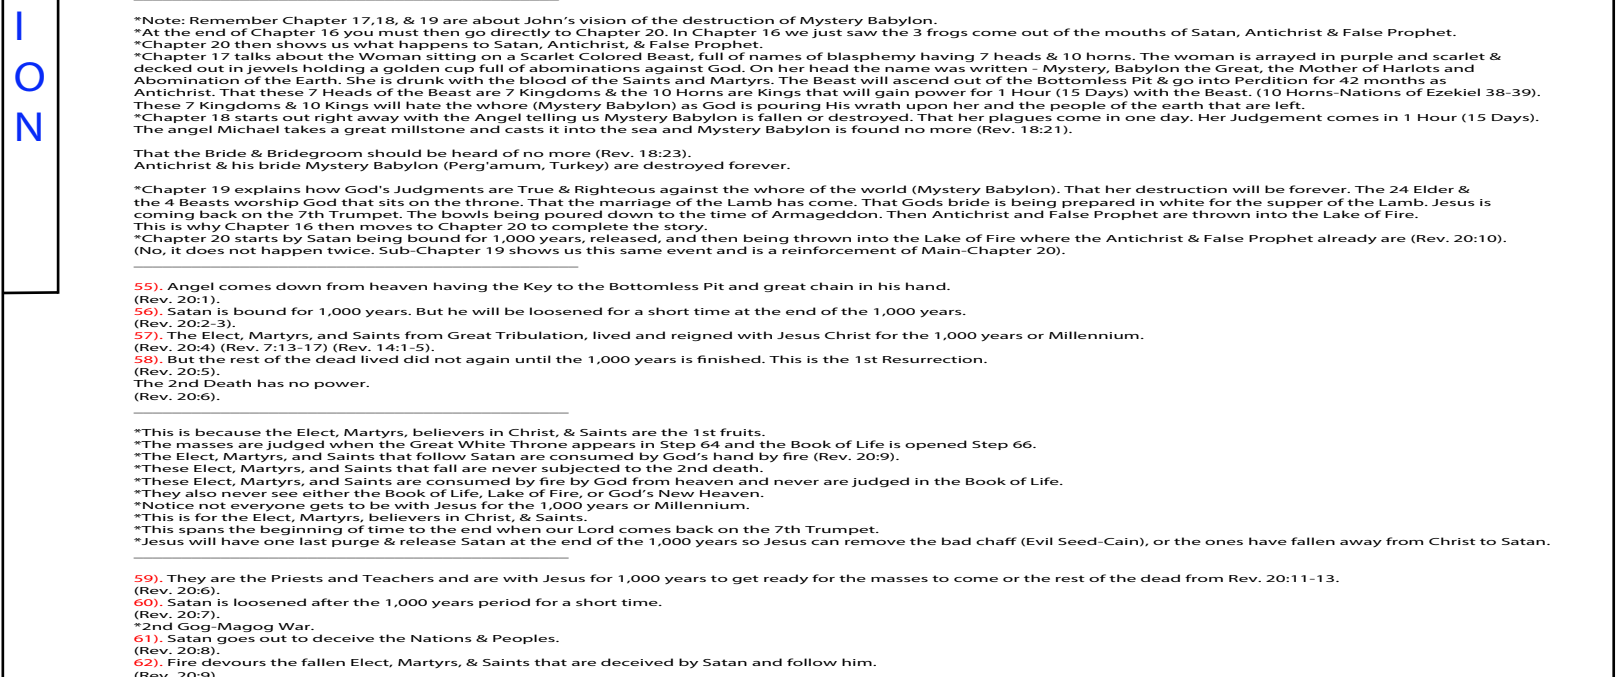 I
O
N
*Note: Remember Chapter 17,18, & 19 are about John’s vision of the destruction of Mystery Babylon.
*At the end of Chapter 16 you must then go directly to Chapter 20. In Chapter 16 we just saw the 3 frogs come out of the mouths of Satan, Antichrist & False Prophet.
*Chapter 20 then shows us what happens to Satan, Antichrist, & False Prophet.
*Chapter 17 talks about the Woman sitting on a Scarlet Colored Beast, full of names of blasphemy having 7 heads & 10 horns. The woman is arrayed in purple and scarlet &
decked out in jewels holding a golden cup full of abominations against God. On her head the name was written - Mystery, Babylon the Great, the Mother of Harlots and
Abomination of the Earth. She is drunk with the blood of the Saints and Martyrs. The Beast will ascend out of the Bottomless Pit & go into Perdition for 42 months as
Antichrist. That these 7 Heads of the Beast are 7 Kingdoms & the 10 Horns are Kings that will gain power for 1 Hour (15 Days) with the Beast. (10 Horns-Nations of Ezekiel 38-39).
These 7 Kingdoms & 10 Kings will hate the whore (Mystery Babylon) as God is pouring His wrath upon her and the people of the earth that are left.
*Chapter 18 starts out right away with the Angel telling us Mystery Babylon is fallen or destroyed. That her plagues come in one day. Her Judgement comes in 1 Hour (15 Days).
The angel Michael takes a great millstone and casts it into the sea and Mystery Babylon is found no more (Rev. 18:21).
That the Bride & Bridegroom should be heard of no more (Rev. 18:23).
Antichrist & his bride Mystery Babylon (Perg'amum, Turkey) are destroyed forever.
*Chapter 19 explains how God's Judgments are True & Righteous against the whore of the world (Mystery Babylon). That her destruction will be forever. The 24 Elder &
the 4 Beasts worship God that sits on the throne. That the marriage of the Lamb has come. That Gods bride is being prepared in white for the supper of the Lamb. Jesus is
coming back on the 7th Trumpet. The bowls being poured down to the time of Armageddon. Then Antichrist and False Prophet are thrown into the Lake of Fire.
This is why Chapter 16 then moves to Chapter 20 to complete the story.
*Chapter 20 starts by Satan being bound for 1,000 years, released, and then being thrown into the Lake of Fire where the Antichrist & False Prophet already are (Rev. 20:10).
(No, it does not happen twice. Sub-Chapter 19 shows us this same event and is a reinforcement of Main-Chapter 20).
55). Angel comes down from heaven having the Key to the Bottomless Pit and great chain in his hand.
(Rev. 20:1).
56). Satan is bound for 1,000 years. But he will be loosened for a short time at the end of the 1,000 years.
(Rev. 20:2-3).
57). The Elect, Martyrs, and Saints from Great Tribulation, lived and reigned with Jesus Christ for the 1,000 years or Millennium.
(Rev. 20:4) (Rev. 7:13-17) (Rev. 14:1-5).
58). But the rest of the dead lived did not again until the 1,000 years is finished. This is the 1st Resurrection.
(Rev. 20:5).
The 2nd Death has no power.
(Rev. 20:6).
*This is because the Elect, Martyrs, believers in Christ, & Saints are the 1st fruits.
*The masses are judged when the Great White Throne appears in Step 64 and the Book of Life is opened Step 66.
*The Elect, Martyrs, and Saints that follow Satan are consumed by God’s hand by fire (Rev. 20:9).
*These Elect, Martyrs, and Saints that fall are never subjected to the 2nd death.
*These Elect, Martyrs, and Saints are consumed by fire by God from heaven and never are judged in the Book of Life.
*They also never see either the Book of Life, Lake of Fire, or God’s New Heaven.
*Notice not everyone gets to be with Jesus for the 1,000 years or Millennium.
*This is for the Elect, Martyrs, believers in Christ, & Saints.
*This spans the beginning of time to the end when our Lord comes back on the 7th Trumpet.
*Jesus will have one last purge & release Satan at the end of the 1,000 years so Jesus can remove the bad chaff (Evil Seed-Cain), or the ones have fallen away from Christ to Satan.
59). They are the Priests and Teachers and are with Jesus for 1,000 years to get ready for the masses to come or the rest of the dead from Rev. 20:11-13.
(Rev. 20:6).
60). Satan is loosened after the 1,000 years period for a short time.
(Rev. 20:7).
*2nd Gog-Magog War.
61). Satan goes out to deceive the Nations & Peoples.
(Rev. 20:8).
62). Fire devours the fallen Elect, Martyrs, & Saints that are deceived by Satan and follow him.
(Rev. 20:9)